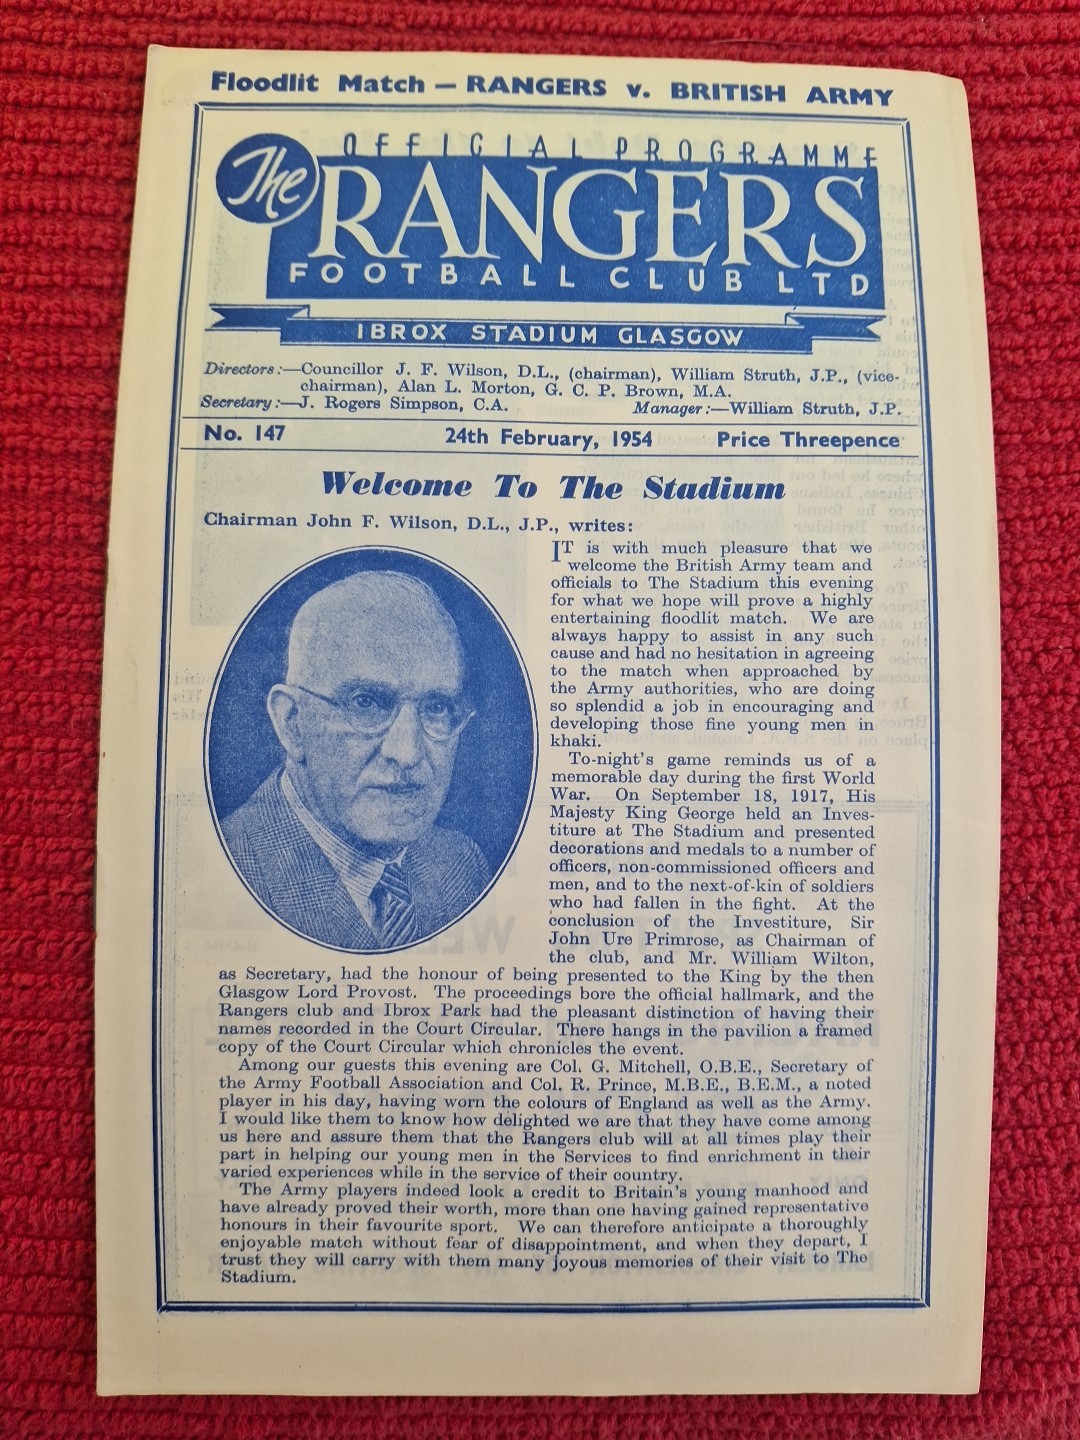 Floodlit Match — RANGERS v. BRITISH ARMY
OFFICIAL PROGRAMME
The RANGERS
FOOTBALL CLUB LTD
IBROX STADIUM GLASGOW
Directors:—Councillor J. F. Wilson, D.L., (chairman), William Struth, J.P., (vice-
chairman), Alan L. Morton, G. C. P. Brown, M.A.
Secretary:—J. Rogers Simpson, C.A. Manager:—William Struth, J.P.
No. 147 24th February, 1954 Price Threepence
Welcome To The Stadium
Chairman John F. Wilson, D.L., J.P., writes:
IT is with much pleasure that we
welcome the British Army team and
officials to The Stadium this evening
for what we hope will prove a highly
entertaining floodlit match. We are
always happy to assist in any such
cause and had no hesitation in agreeing
to the match when approached by
the Army authorities, who are doing
so splendid a job in encouraging and
developing those fine young men in
khaki.
To-night's game reminds us of a
memorable day during the first World
War. On September 18, 1917, His
Majesty King George held an Inves-
titure at The Stadium and presented
decorations and medals to a number of
officers, non-commissioned officers and
men, and to the next-of-kin of soldiers
who had fallen in the fight. At the
conclusion of the Investiture, Sir
John Ure Primrose, as Chairman of
the club, and Mr. William Wilton,
as Secretary, had the honour of being presented to the King by the then
Glasgow Lord Provost. The proceedings bore the official hallmark, and the
Rangers club and Ibrox Park had the pleasant distinction of having their
names recorded in the Court Circular. There hangs in the pavilion a framed
copy of the Court Circular which chronicles the event.
Among our guests this evening are Col. G. Mitchell, O.B.E., Secretary of
the Army Football Association and Col. R. Prince, M.B.E., B.E.M., a noted
player in his day, having worn the colours of England as well as the Army.
I would like them to know how delighted we are that they have come among
us here and assure them that the Rangers club will at all times play their
part in helping our young men in the Services to find enrichment in their
varied experiences while in the service of their country.
The Army players indeed look a credit to Britain's young manhood and
have already proved their worth, more than one having gained representative
honours in their favourite sport. We can therefore anticipate a thoroughly
enjoyable match without fear of disappointment, and when they depart, I
trust they will carry with them many joyous memories of their visit to The
Stadium.